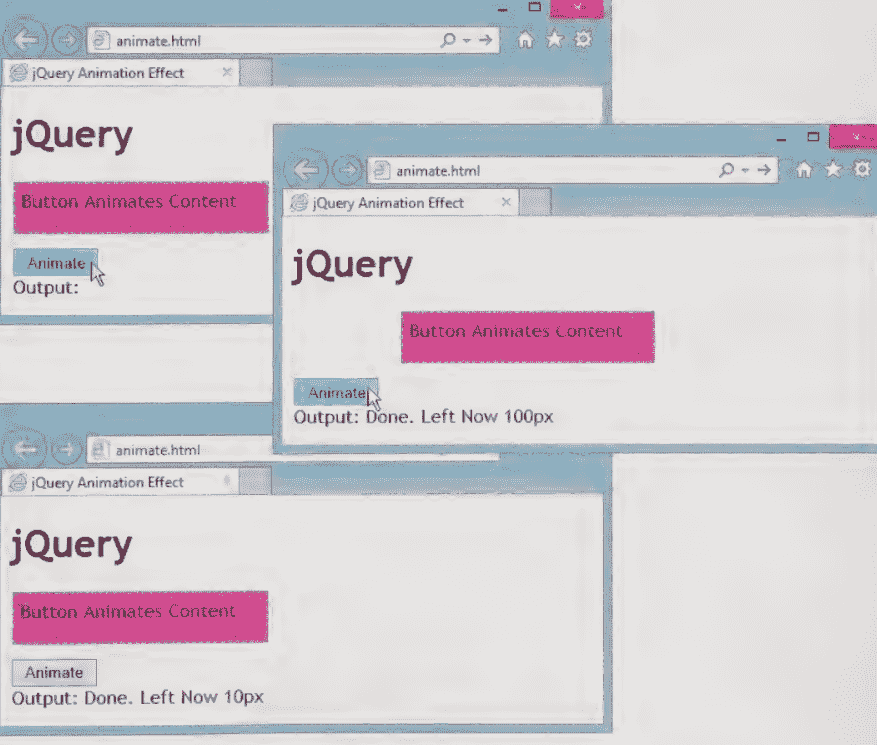 animate.html
jQuery Animation Effect
jQuery
Button Animates Content
Animate
Output:
animate.html
jQuery Animation Effect
jQuery
Button Animates Content
Animate
Output: Done. Left Now 100px
animate.html
jQuery Animation Effect
jQuery
Button Animates Content
Animate
Output: Done. Left Now 10px